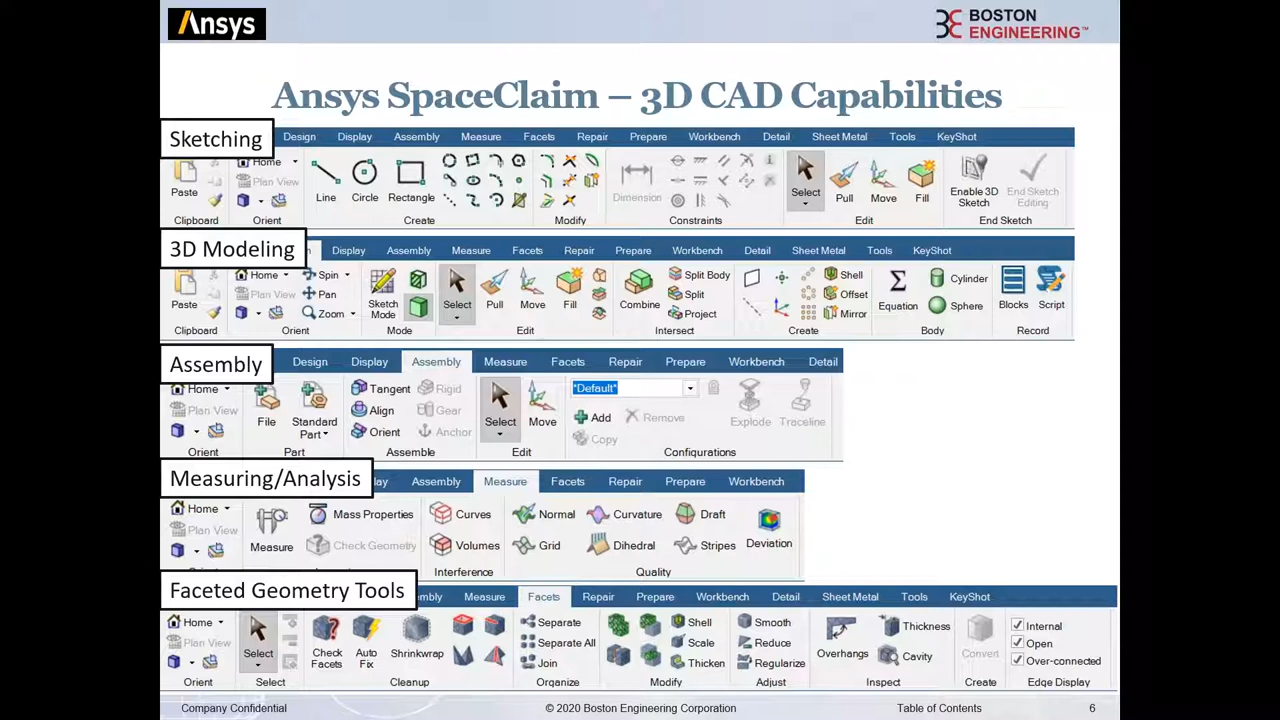 Ansys
BOSTON
ENGINEERING™
Ansys SpaceClaim – 3D CAD Capabilities
Sketching
Design Display Assembly Measure Facets Repair Prepare Workbench Detail Sheet Metal Tools KeyShot
Home
Plan View
Paste Line Circle Rectangle Dimension Select Pull Move Fill Enable 3D Sketch End Sketch Editing
Clipboard Orient Create Modify Constraints Edit End Sketch
3D Modeling
Display Assembly Measure Facets Repair Prepare Workbench Detail Sheet Metal Tools KeyShot
Home Spin Split Body Shell Cylinder
Plan View Pan Split Offset
Paste Zoom Sketch Mode Select Pull Move Fill Combine Project Mirror Equation Sphere Blocks Script
Clipboard Orient Mode Edit Intersect Create Body Record
Assembly
Design Display Assembly Measure Facets Repair Prepare Workbench Detail
Home Tangent Rigid *Default*
Plan View File Standard Part Align Gear Select Move Add Remove Explode Traceline
Orient Anchor Copy
Orient Part Assemble Edit Confiqurations
Measuring/Analysis
lay Assembly Measure Facets Repair Prepare Workbench
Home Mass Properties Curves Normal Curvature Draft
Plan View Measure Check Geometry Volumes Grid Dihedral Stripes Deviation
Interference Quality
Faceted Geometry Tools
embly Measure Facets Repair Prepare Workbench Detail Sheet Metal Tools KeyShot
Home Separate Shell Smooth Thickness Internal
Plan View Select Check Facets Auto Fix Shrinkwrap Separate All Scale Reduce Overhangs Cavity Convert Open
Join Thicken Regularize Over-connected
Orient Select Cleanup Organize Modify Adjust Inspect Create Edge Display
Company Confidential © 2020 Boston Engineering Corporation Table of Contents 6